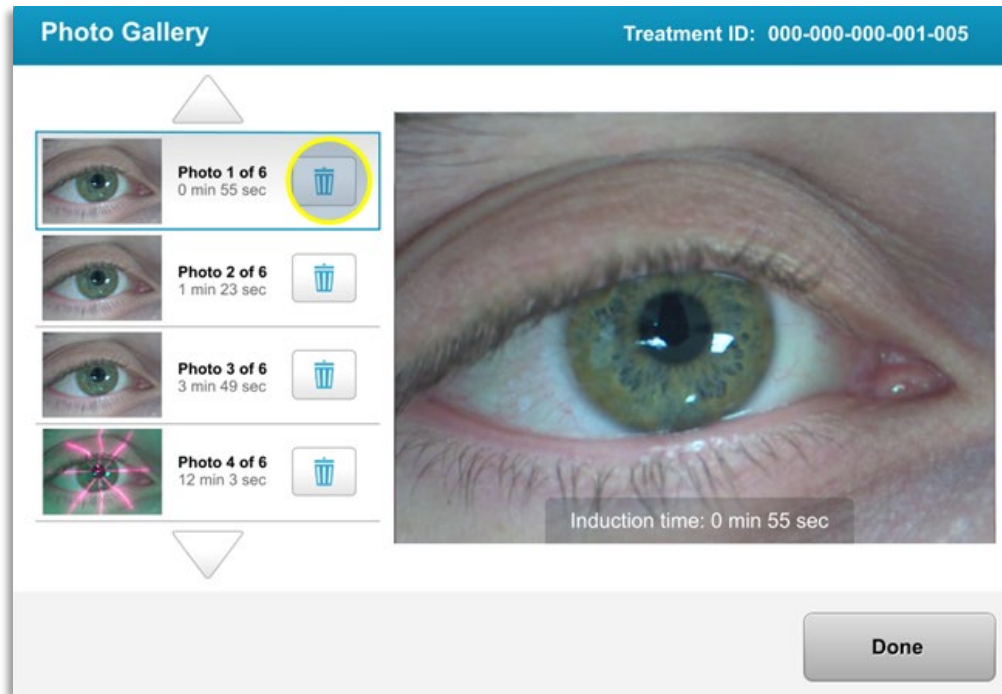 Photo Gallery
Treatment ID: 000-000-000-001-005
Photo 1 of 6
0 min 55 sec
Photo 2 of 6
1 min 23 sec
Photo 3 of 6
3 min 49 sec
Photo 4 of 6
12 min 3 sec
Induction time: 0 min 55 sec
Done